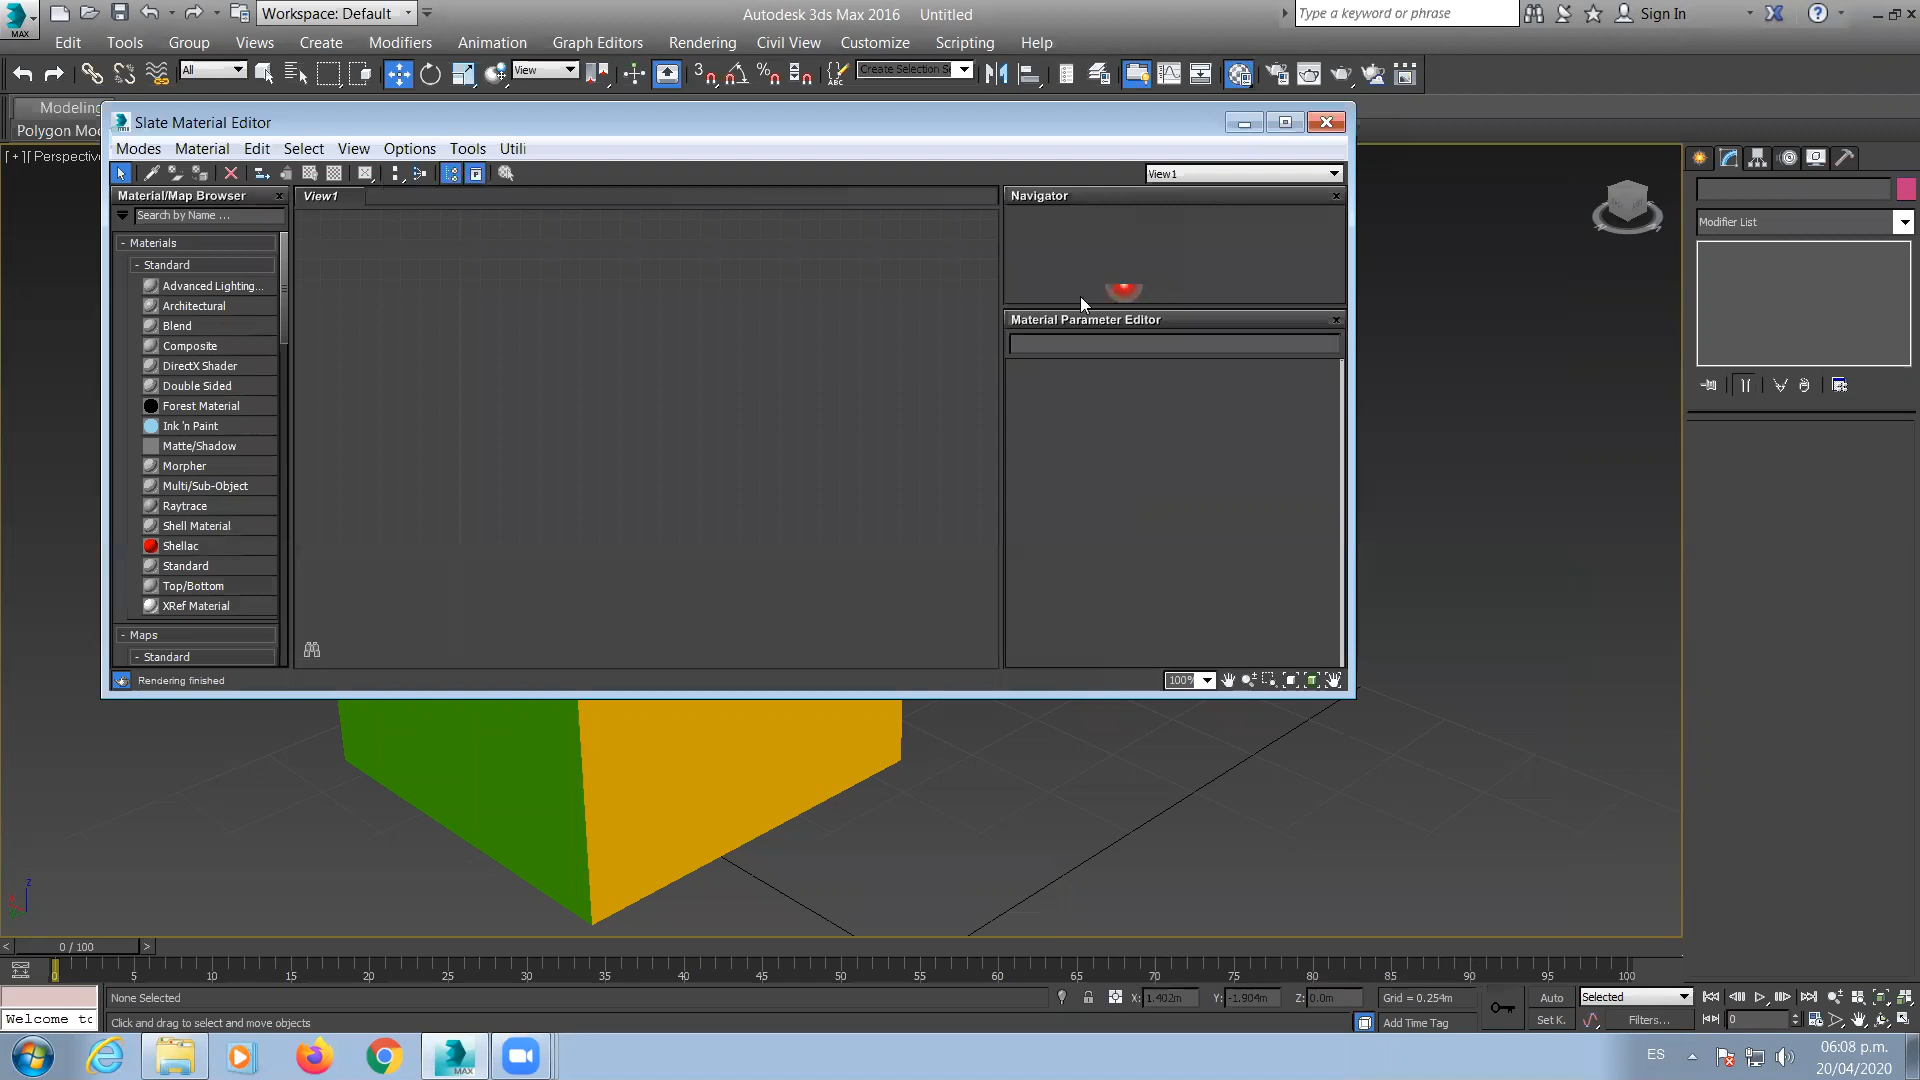 Workspace: Default
Autodesk 3ds Max 2016 Untitled
Type a keyword or phrase
Sign In
MAX
Edit Tools Group Views Create Modifiers Animation Graph Editors Rendering Civil View Customize Scripting Help
All
View
3
Create Selection Se
Modeling
Polygon Mod
[+][Perspectiv
Slate Material Editor
Modes Material Edit Select View Options Tools Utili
View1
Material/Map Browser
View1
Navigator
Search by Name ...
- Materials
- Standard
Advanced Lighting...
Architectural
Blend
Composite
DirectX Shader
Double Sided
Forest Material
Ink 'n Paint
Matte/Shadow
Morpher
Multi/Sub-Object
Raytrace
Shell Material
Shellac
Standard
Top/Bottom
XRef Material
- Maps
- Standard
Material Parameter Editor
Rendering finished
100%
Modifier List
z
0 / 100
0 5 10 15 20 25 30 35 40 45 50 55 60 65 70 75 80 85 90 95 100
None Selected
X: 1.402m Y: -1.904m Z: 0.0m Grid = 0.254m
Auto
Selected
Welcome to
Click and drag to select and move objects
Add Time Tag
Set K.
Filters...
0
MAX
ES
06:08 p.m.
20/04/2020